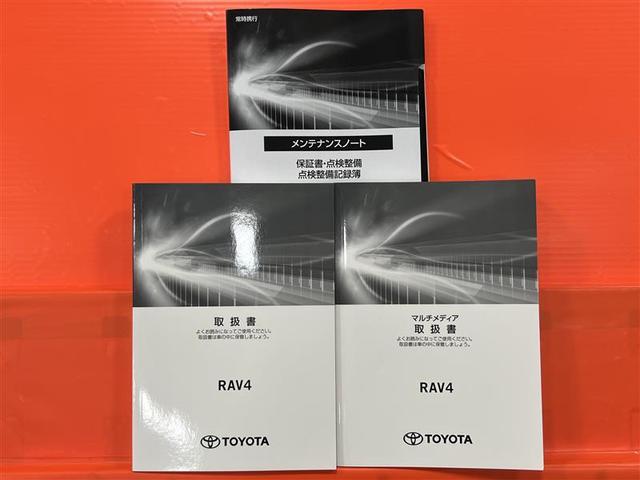 常時携行
メンテナンスノート
保証書・点検整備
点検整備記録簿
取扱書
よくお読みになってご使用ください。
取扱書は車の中に保管しましょう。
RAV4
TOYOTA
マルチメディア
取扱書
よくお読みになってご使用ください。
取扱書は車の中に保管しましょう。
RAV4
TOYOTA